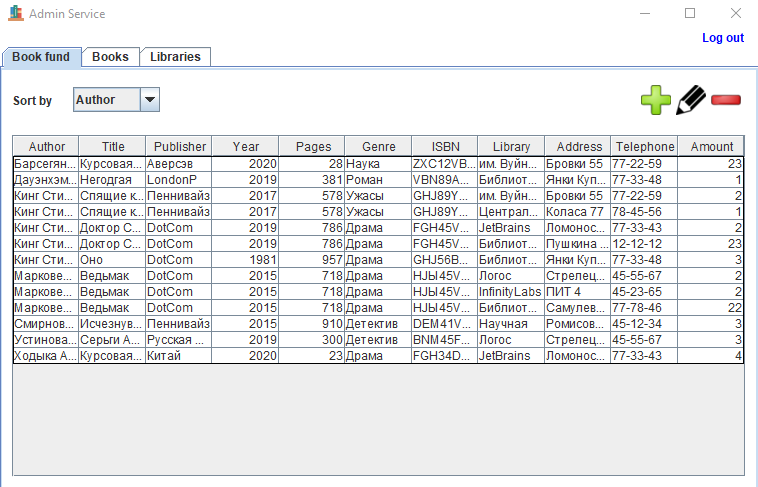 Admin Service
Log out
Book fund Books Libraries
Sort by Author
Author Title Publisher Year Pages Genre ISBN Library Address Telephone Amount
Барсегян... Курсовая... Аверсэв 2020 28 Наука ZXC12VB... им. Вуйн... Бровки 55 77-22-59 23
Дауэнхэм... Негодгая LondonP 2019 381 Роман VBN89A... Библиот... Янки Куп... 77-33-48 1
Кинг Сти... Спящие к... Пеннивайз 2017 578 Ужасы GHJ89Y... им. Вуйн... Бровки 55 77-22-59 2
Кинг Сти... Спящие к... Пеннивайз 2017 578 Ужасы GHJ89Y... Централ... Коласа 77 78-45-56 1
Кинг Сти... Доктор С... DotCom 2019 786 Драма FGH45V... JetBrains Ломонос... 77-33-43 2
Кинг Сти... Доктор С... DotCom 2019 786 Драма FGH45V... Библиот... Пушкина ... 12-12-12 23
Кинг Сти... Оно DotCom 1981 957 Драма GHJ56B... Библиот... Янки Куп... 77-33-48 3
Маркове... Ведьмак DotCom 2015 718 Драма HJЫ45V... Логос Стрелец... 45-55-67 2
Маркове... Ведьмак DotCom 2015 718 Драма HJЫ45V... InfinityLabs ПИТ 4 45-23-65 2
Маркове... Ведьмак DotCom 2015 718 Драма HJЫ45V... Библиот... Самулев... 77-78-46 22
Смирнов... Исчезнув... Пеннивайз 2015 910 Детектив DEM41V... Научная Ромисов... 45-12-34 3
Устинова... Серьги А... Русская ... 2019 300 Детектив BNM45F... Логос Стрелец... 45-55-67 3
Ходыка А... Курсовая... Китай 2020 23 Драма FGH34D... JetBrains Ломонос... 77-33-43 4